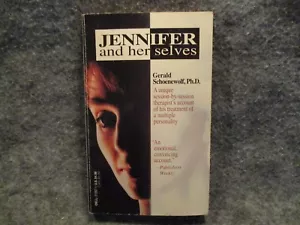 JENNIFER
and her selves
Gerald
Schoenewolf, Ph.D.
A unique
session-by-session
therapist's account
of his treatment of
a multiple
personality
"An
emotional,
convincing
account."
—Publishers
Weekly